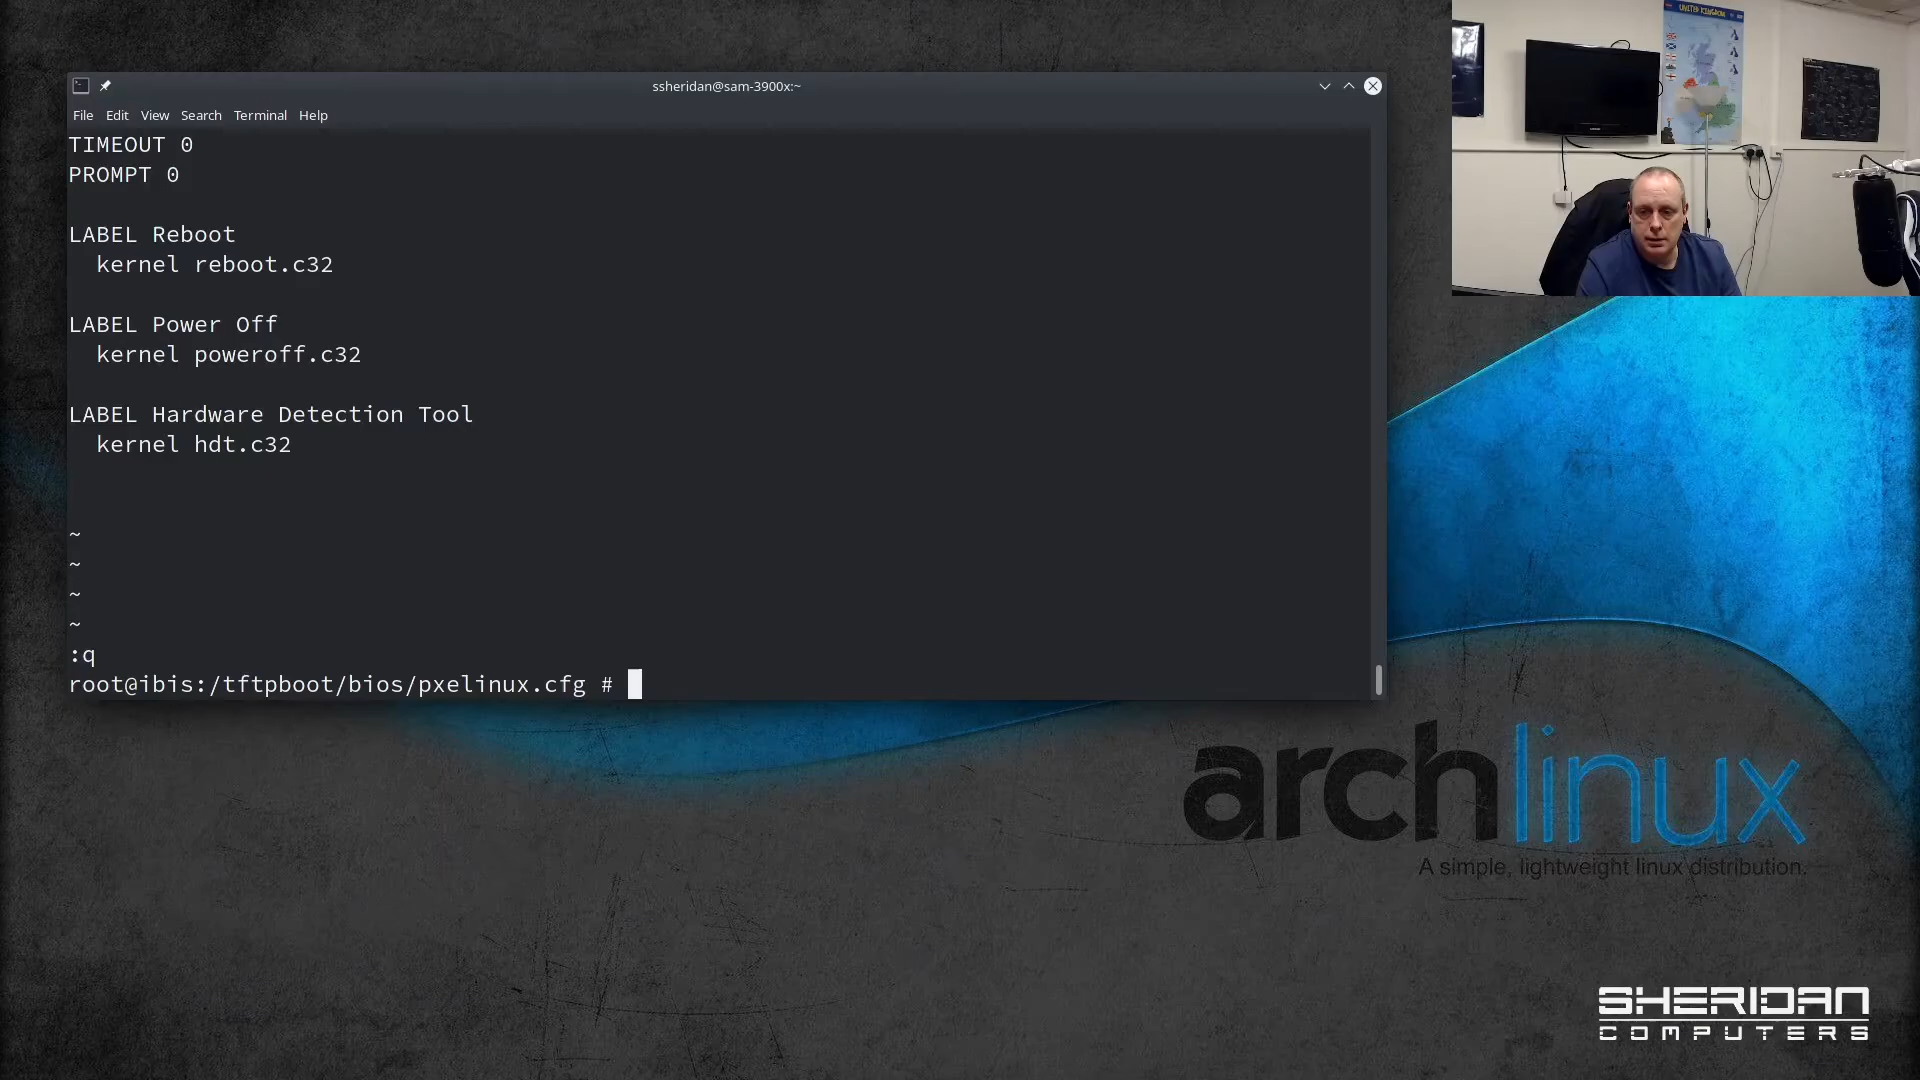 ssheridan@sam-3900x:~
File Edit View Search Terminal Help
TIMEOUT 0
PROMPT 0
LABEL Reboot
kernel reboot.c32
LABEL Power Off
kernel poweroff.c32
LABEL Hardware Detection Tool
kernel hdt.c32
~
~
~
~
:q
root@ibis:/tftpboot/bios/pxelinux.cfg #
UNITED KINGDOM
archlinux
A simple, lightweight linux distribution.
SHERIDAN
COMPUTERS